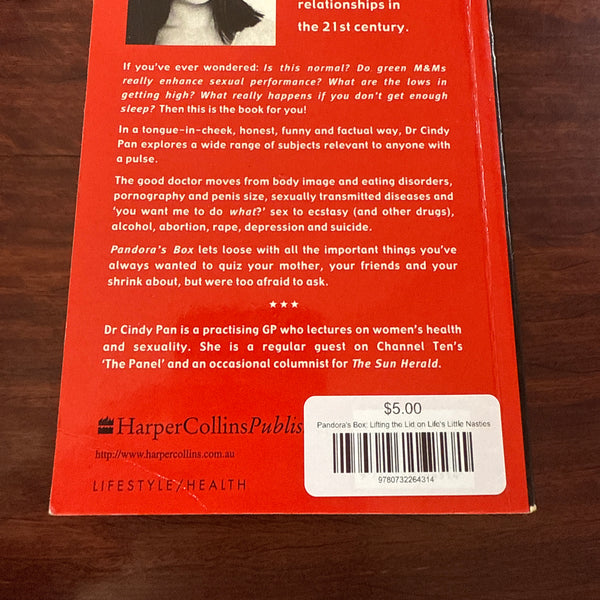 relationships in
the 21st century.
If you've ever wondered: Is this normal? Do green M&Ms
really enhance sexual performance? What are the lows in
getting high? What really happens if you don't get enough
sleep? Then this is the book for you!
In a tongue-in-cheek, honest, funny and factual way, Dr Cindy
Pan explores a wide range of subjects relevant to anyone with
a pulse.
The good doctor moves from body image and eating disorders,
pornography and penis size, sexually transmitted diseases and
'you want me to do what?' sex to ecstasy (and other drugs),
alcohol, abortion, rape, depression and suicide.
Pandora's Box lets loose with all the important things you've
always wanted to quiz your mother, your friends and your
shrink about, but were too afraid to ask.
★★★
Dr Cindy Pan is a practising GP who lectures on women's health
and sexuality. She is a regular guest on Channel Ten's
'The Panel' and an occasional columnist for The Sun Herald.
HarperCollinsPublis
http://www.harpercollins.com.au
LIFESTYLE/HEALTH
$5.00
Pandora's Box: Lifting the Lid on Life's Little Nasties
9780732264314